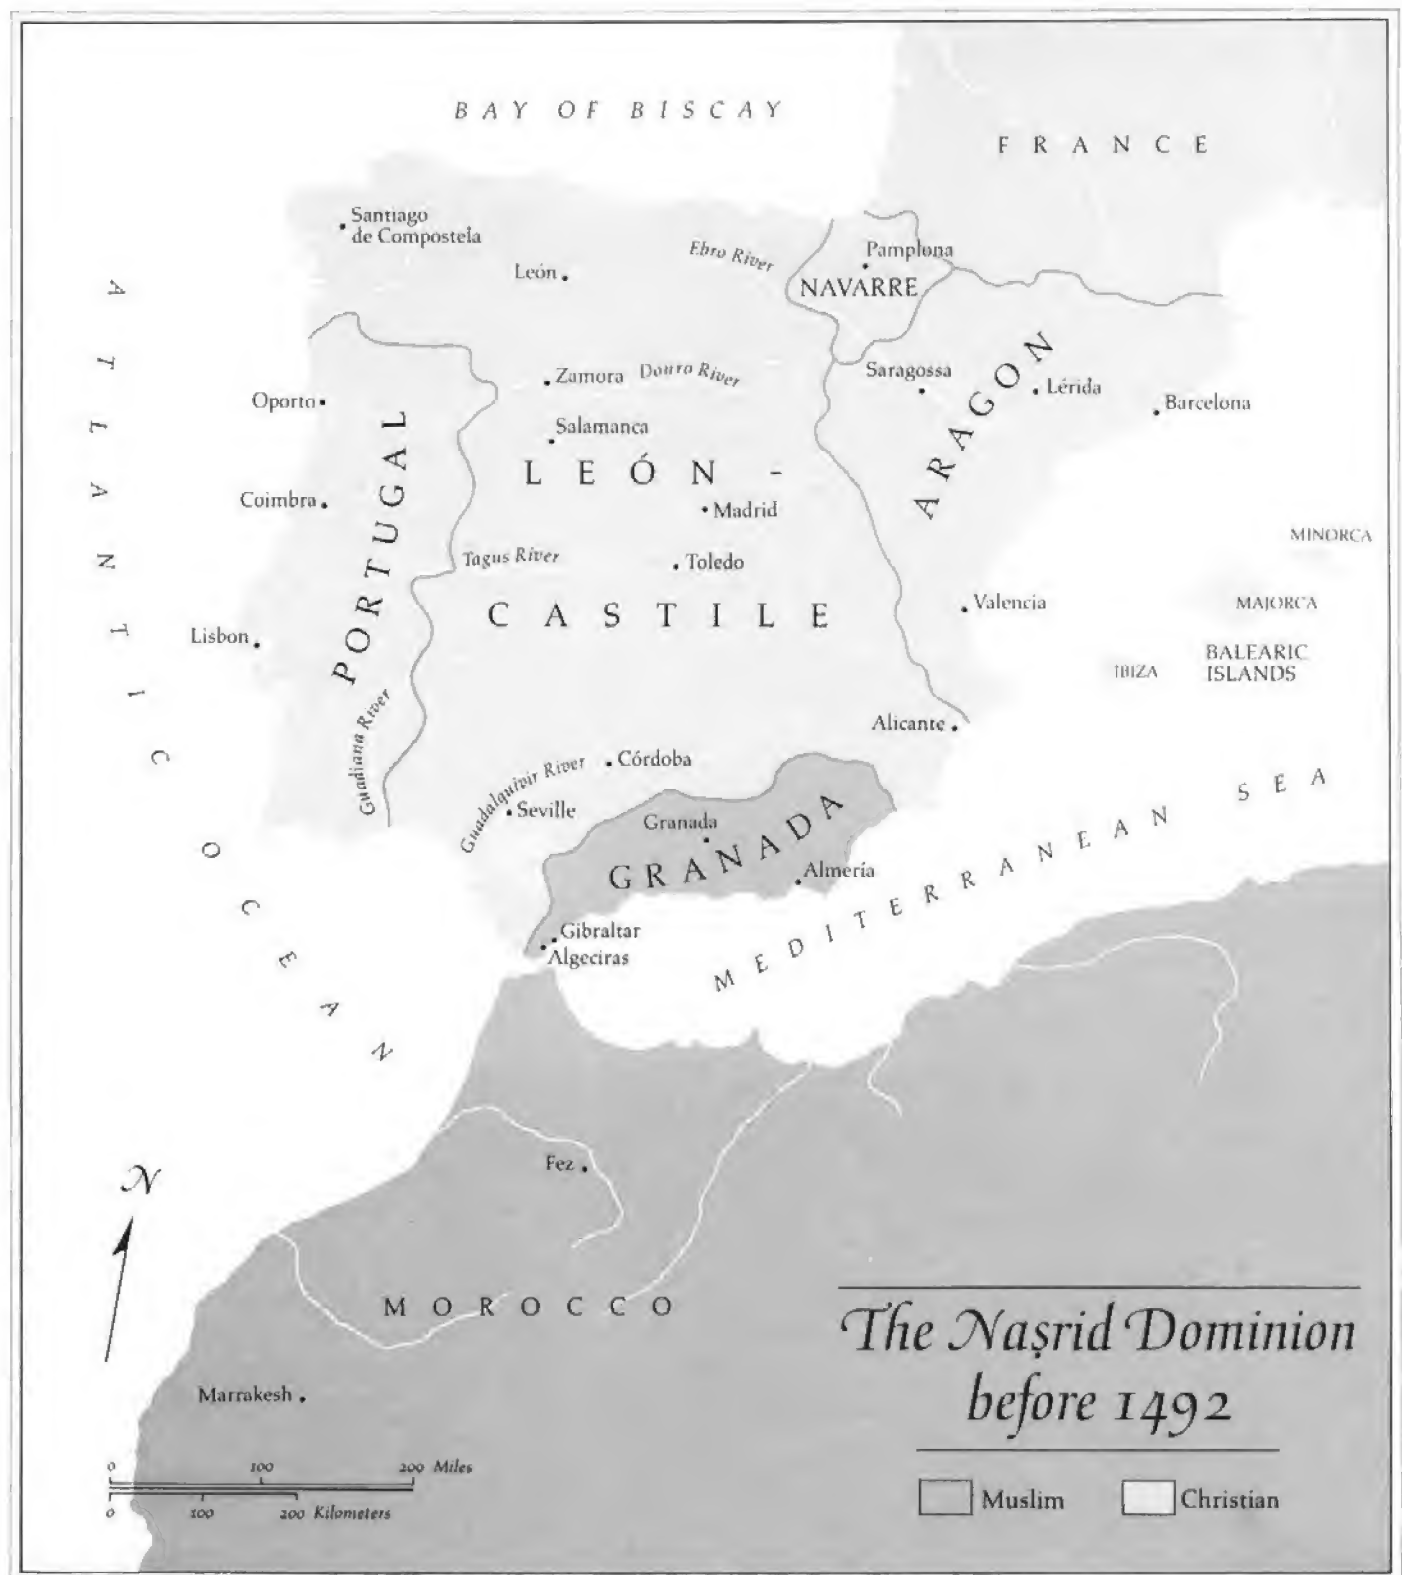 BAY OF BISCAY
FRANCE
Santiago
de Compostela
León
Ebro River
Pamplona
NAVARRE
ATLANTIC OCEAN
Zamora
Douro River
Saragossa
Lérida
Barcelona
Oporto
Salamanca
ARAGON
LEÓN-
PORTUGAL
Coimbra
Madrid
MINORCA
Tagus River
Toledo
CASTILE
Valencia
MAJORCA
Lisbon
BALEARIC
ISLANDS
IBIZA
Alicante
Guadiana River
Córdoba
Guadalquivir River
Seville
Granada
GRANADA
Almería
MEDITERRANEAN SEA
Gibraltar
Algeciras
N
Fez
MOROCCO
Marrakesh
The Naṣrid Dominion
before 1492
0 100 200 Miles
0 100 200 Kilometers
Muslim
Christian